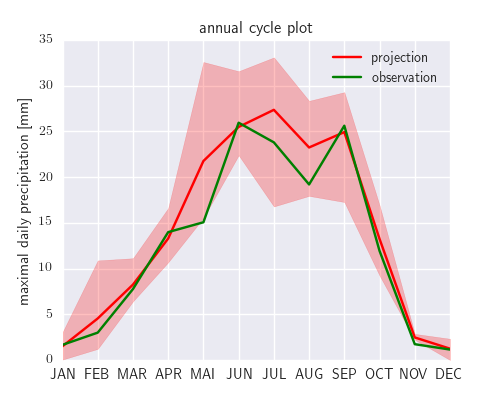 annual cycle plot
maximal daily precipitation [mm]
35
30
25
20
15
10
5
0
projection
observation
JAN FEB MAR APR MAI JUN JUL AUG SEP OCT NOV DEC